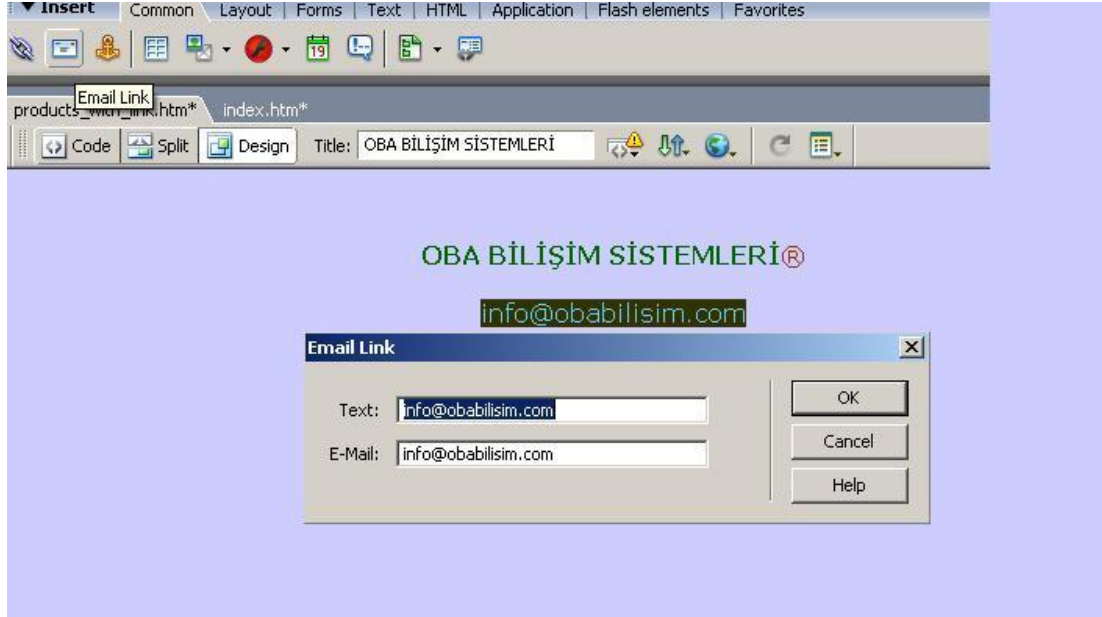 ▼ Insert Common Layout | Forms | Text | HTML | Application | Flash elements | Favorites
19
Email Link
products_with_link.htm* index.htm*
Code Split Design Title: OBA BİLİŞİM SİSTEMLERİ
OBA BİLİŞİM SİSTEMLERİ®
info@obabilisim.com
Email Link
Text: info@obabilisim.com OK
E-Mail: info@obabilisim.com Cancel
Help